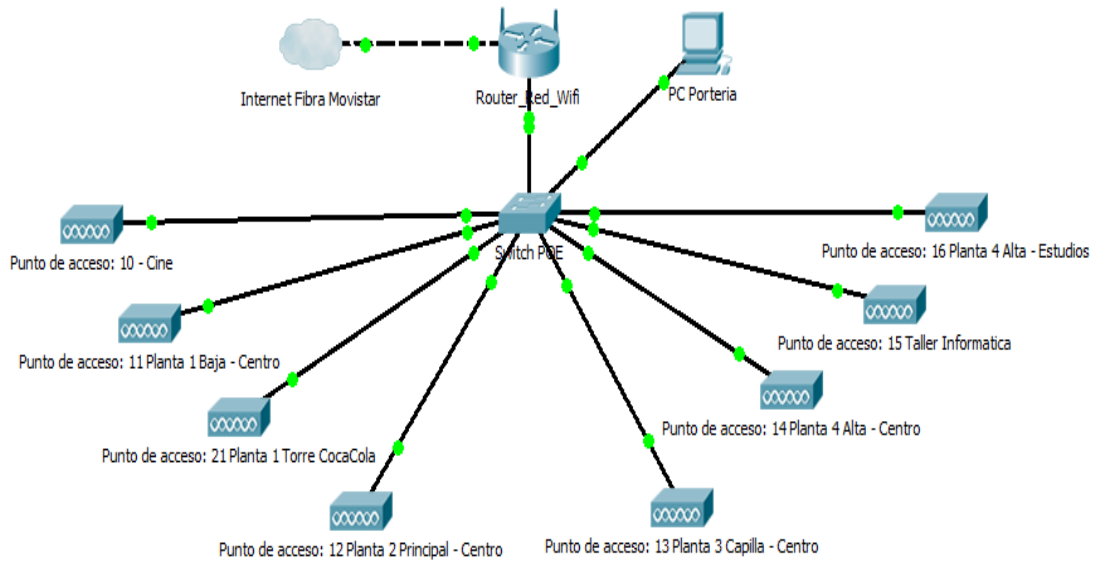 Internet Fibra Movistar
Router_Red_Wifi
PC Porteria
Switch POE
Punto de acceso: 10 - Cine
Punto de acceso: 16 Planta 4 Alta - Estudios
Punto de acceso: 11 Planta 1 Baja - Centro
Punto de acceso: 15 Taller Informatica
Punto de acceso: 21 Planta 1 Torre CocaCola
Punto de acceso: 14 Planta 4 Alta - Centro
Punto de acceso: 12 Planta 2 Principal - Centro
Punto de acceso: 13 Planta 3 Capilla - Centro